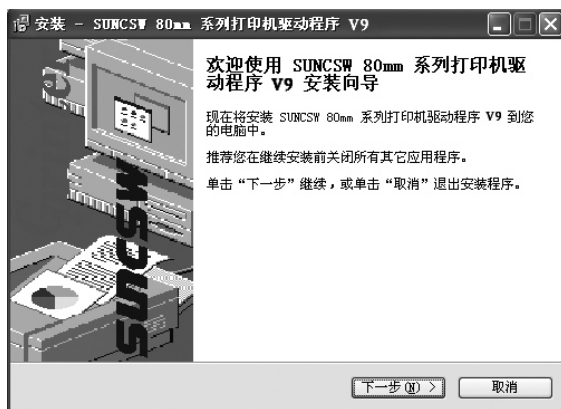 安装 - SUNCSW 80mm 系列打印机驱动程序 V9
欢迎使用 SUNCSW 80mm 系列打印机驱
动程序 V9 安装向导
现在将安装 SUNCSW 80mm 系列打印机驱动程序 V9 到您
的电脑中。
推荐您在继续安装前关闭所有其它应用程序。
单击“下一步”继续，或单击“取消”退出安装程序。
SUNCSW
下一步(N) >
取消